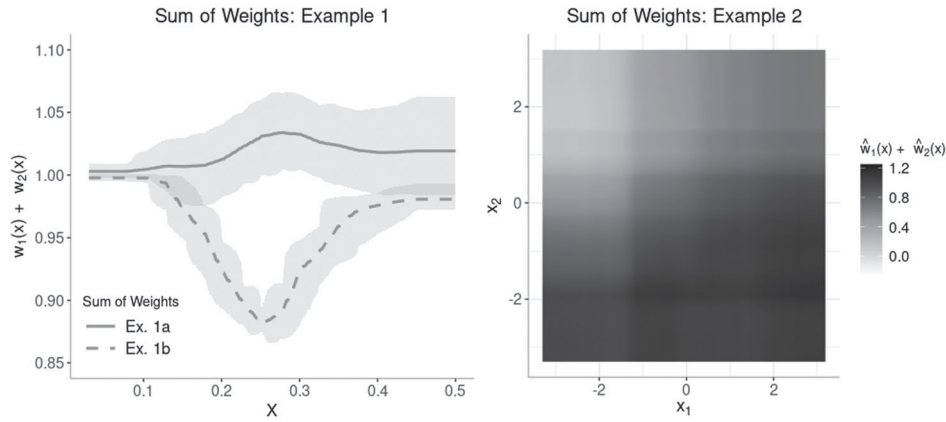 Sum of Weights: Example 1
1.10
1.05
1.00
0.95
0.90
0.85
w₁(x) + w₂(x)
Sum of Weights
Ex. 1a
Ex. 1b
0.1 0.2 0.3 0.4 0.5
X
Sum of Weights: Example 2
2
0
-2
x₂
-2 0 2
x₁
ŵ₁(x) + ŵ₂(x)
1.2
0.8
0.4
0.0